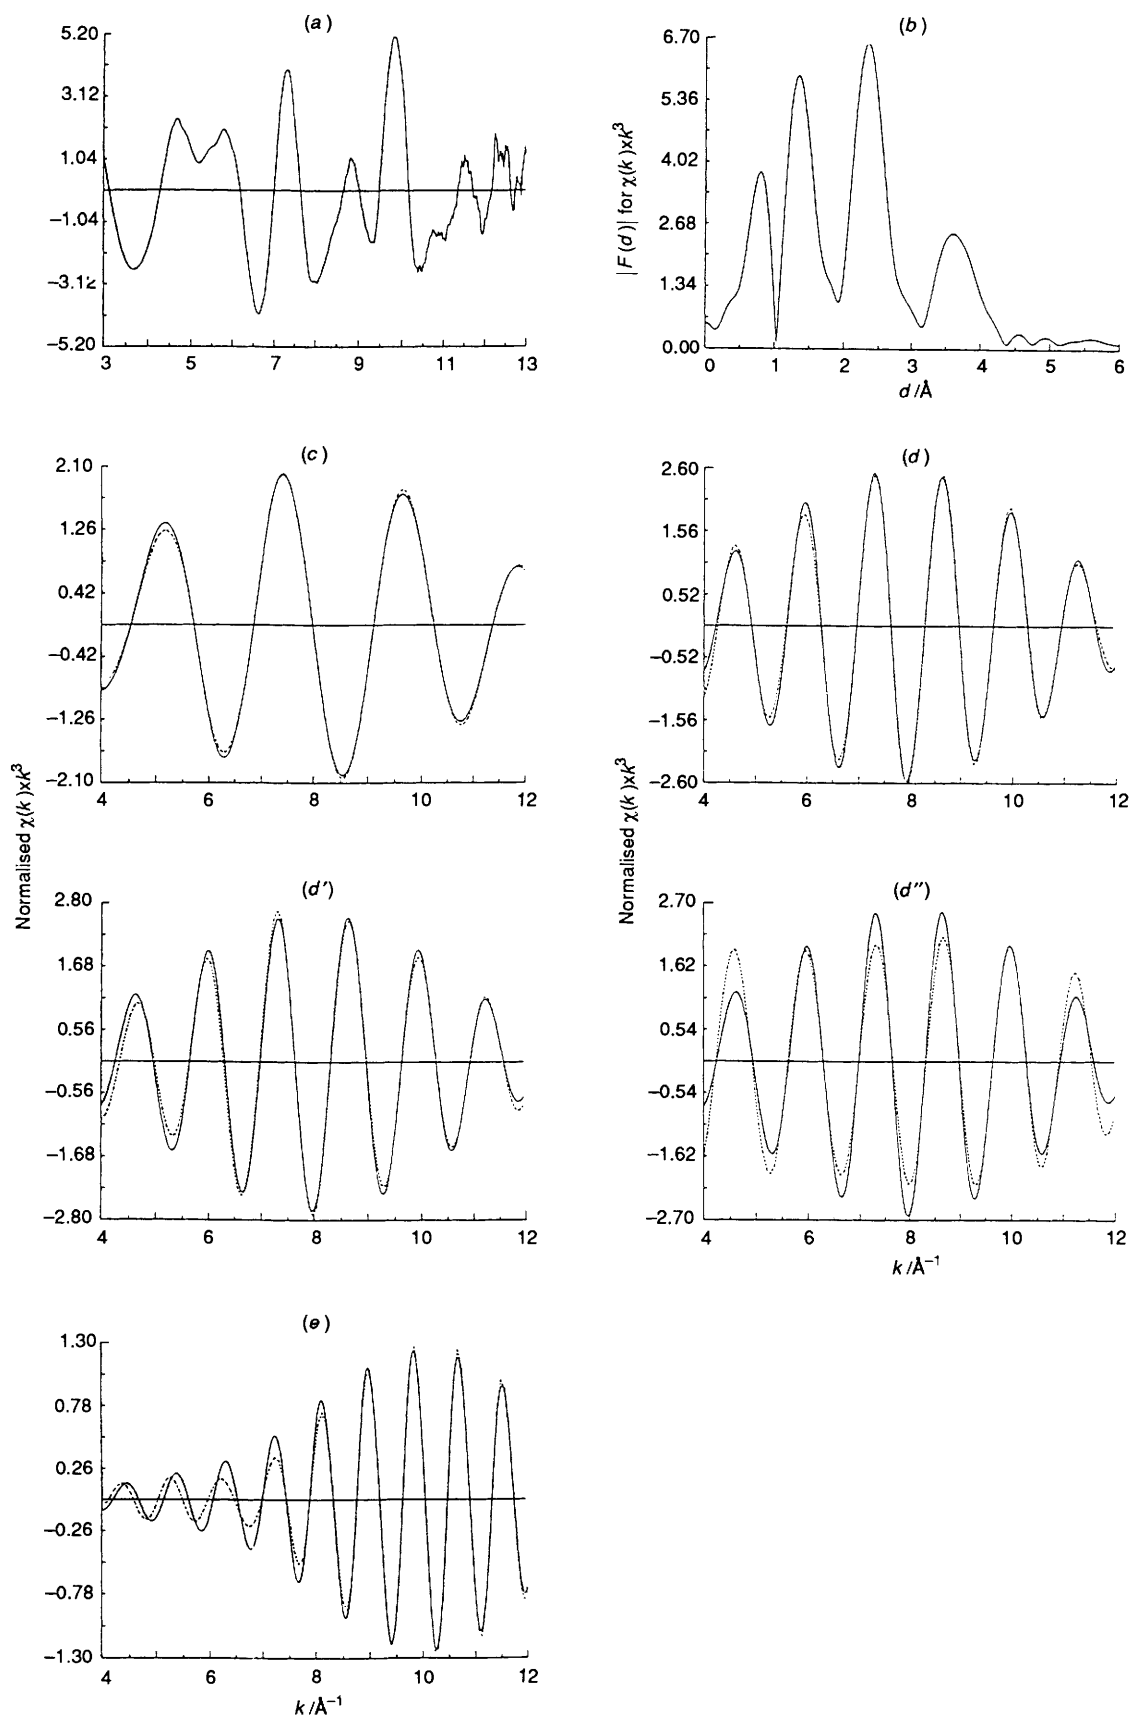 (a)
5.20
3.12
1.04
−1.04
−3.12
−5.20
3 5 7 9 11 13
(b)
|F(d)| for χ(k)xk³
6.70
5.36
4.02
2.68
1.34
0.00
0 1 2 3 4 5 6
d/Å
Normalised χ(k)xk³
(c)
2.10
1.26
0.42
−0.42
−1.26
−2.10
4 6 8 10 12
Normalised χ(k)xk³
(d)
2.60
1.56
0.52
−0.52
−1.56
−2.60
4 6 8 10 12
(d′)
2.80
1.68
0.56
−0.56
−1.68
−2.80
4 6 8 10 12
(d″)
2.70
1.62
0.54
−0.54
−1.62
−2.70
4 6 8 10 12
k/Å⁻¹
(e)
1.30
0.78
0.26
−0.26
−0.78
−1.30
4 6 8 10 12
k/Å⁻¹